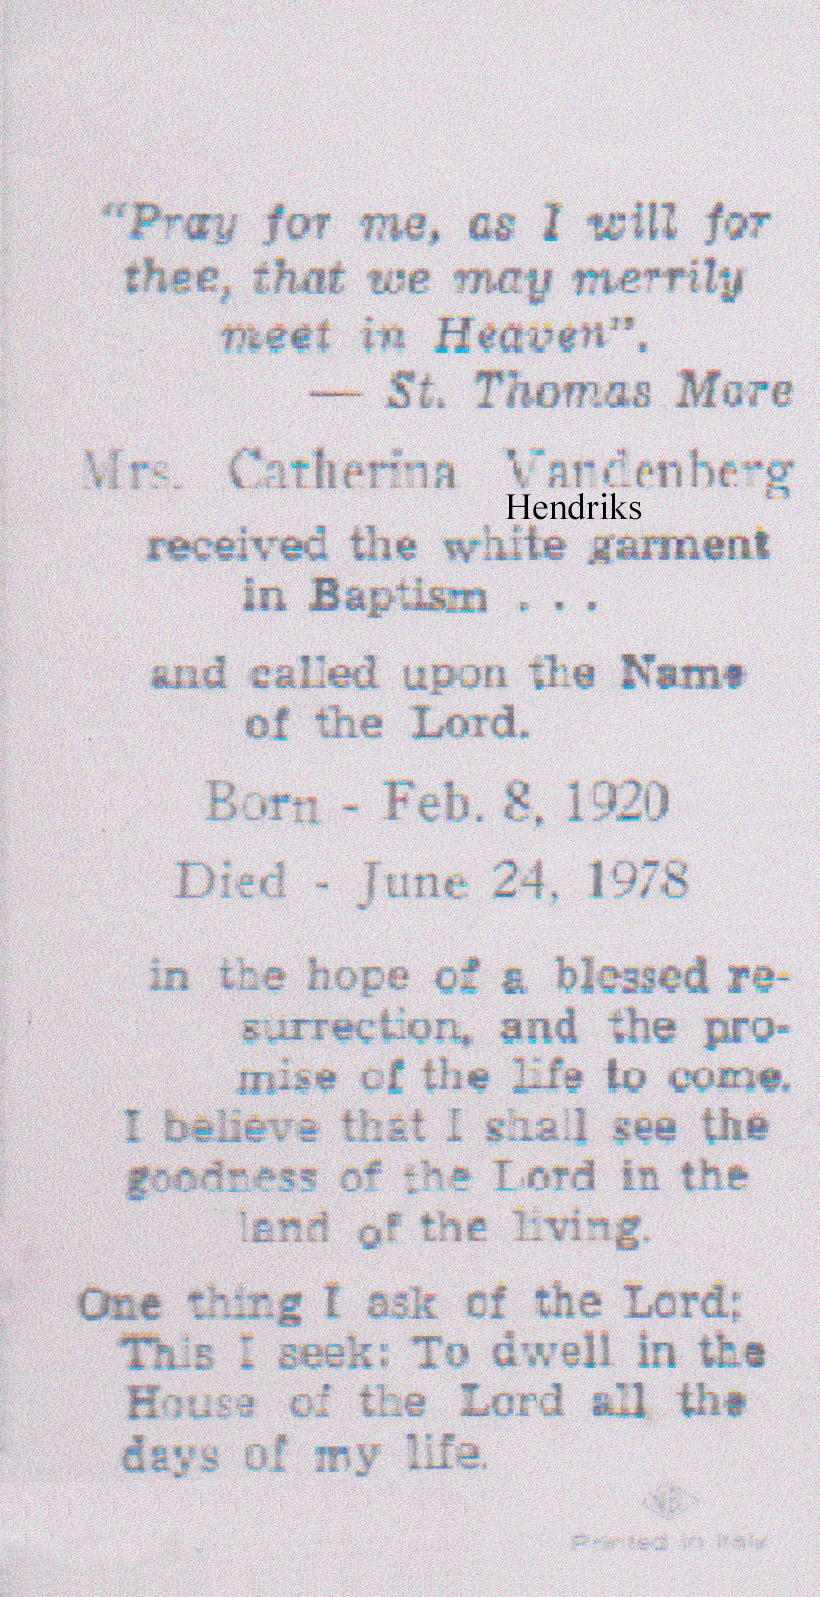 "Pray for me, as I will for
thee, that we may merrily
meet in Heaven".
— St. Thomas More
Mrs. Catherina Vandenberg
Hendriks
received the white garment
in Baptism . . .
and called upon the Name
of the Lord.
Born - Feb. 8, 1920
Died - June 24, 1978
in the hope of a blessed re-
surrection, and the pro-
mise of the life to come.
I believe that I shall see the
goodness of the Lord in the
land of the living.
One thing I ask of the Lord;
This I seek: To dwell in the
House of the Lord all the
days of my life.
Printed in Italy